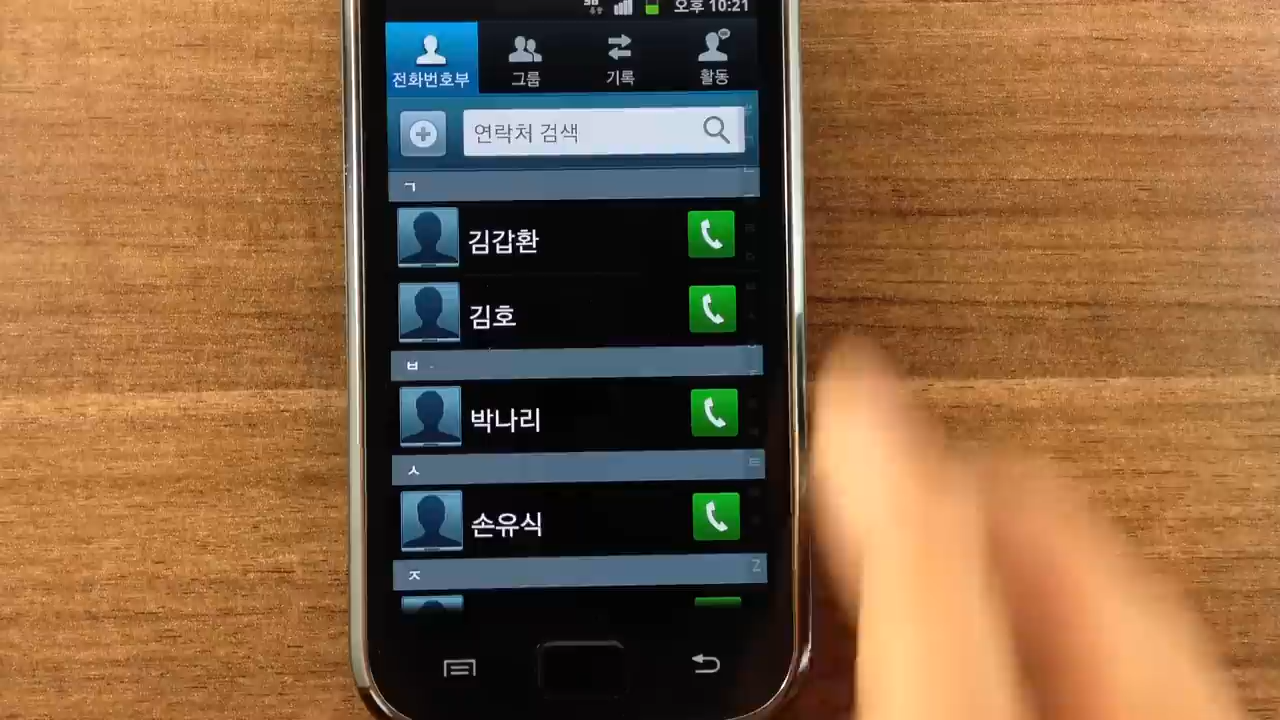 오후 10:21
전화번호부 그룹 기록 활동
연락처 검색
ㄱ
김갑환
김호
ㅂ
박나리
ㅅ
손유식
ㅈ
Z